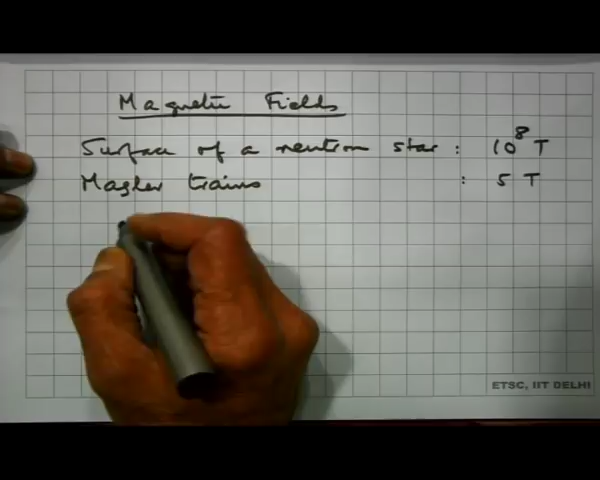 Magnetic Fields
Surface of a neutron star : 10⁸ T
Maglev trains : 5 T
ETSC, IIT DELHI